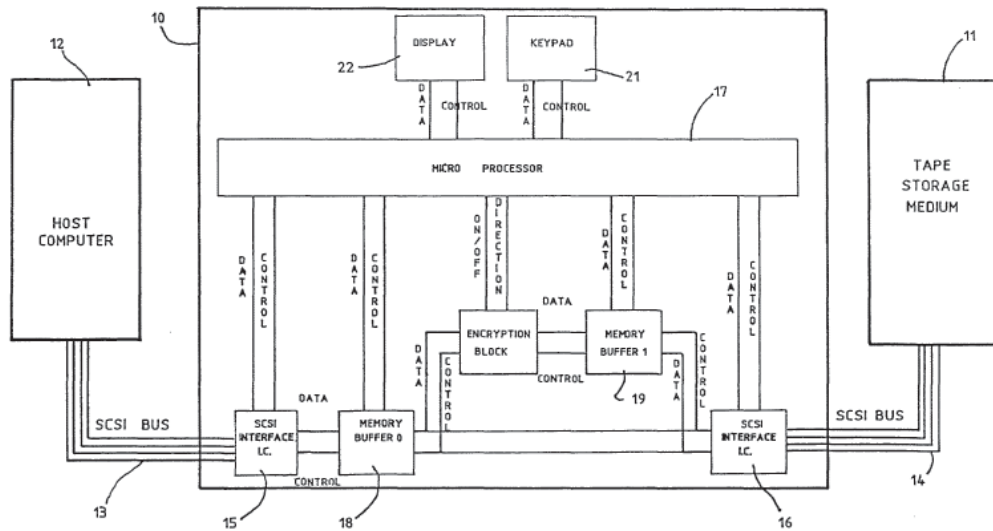 10
12
HOST
COMPUTER
SCSI BUS
13
DISPLAY
22
KEYPAD
21
DATA
CONTROL
DATA
CONTROL
17
MICRO PROCESSOR
DATA
CONTROL
DATA
CONTROL
ON/OFF
DIRECTION
DATA
CONTROL
DATA
CONTROL
ENCRYPTION
BLOCK
DATA
CONTROL
MEMORY
BUFFER 1
19
DATA
CONTROL
DATA
CONTROL
SCSI
INTERFACE
I.C.
15
DATA
CONTROL
MEMORY
BUFFER 0
18
SCSI
INTERFACE
I.C.
16
11
TAPE
STORAGE
MEDIUM
SCSI BUS
14